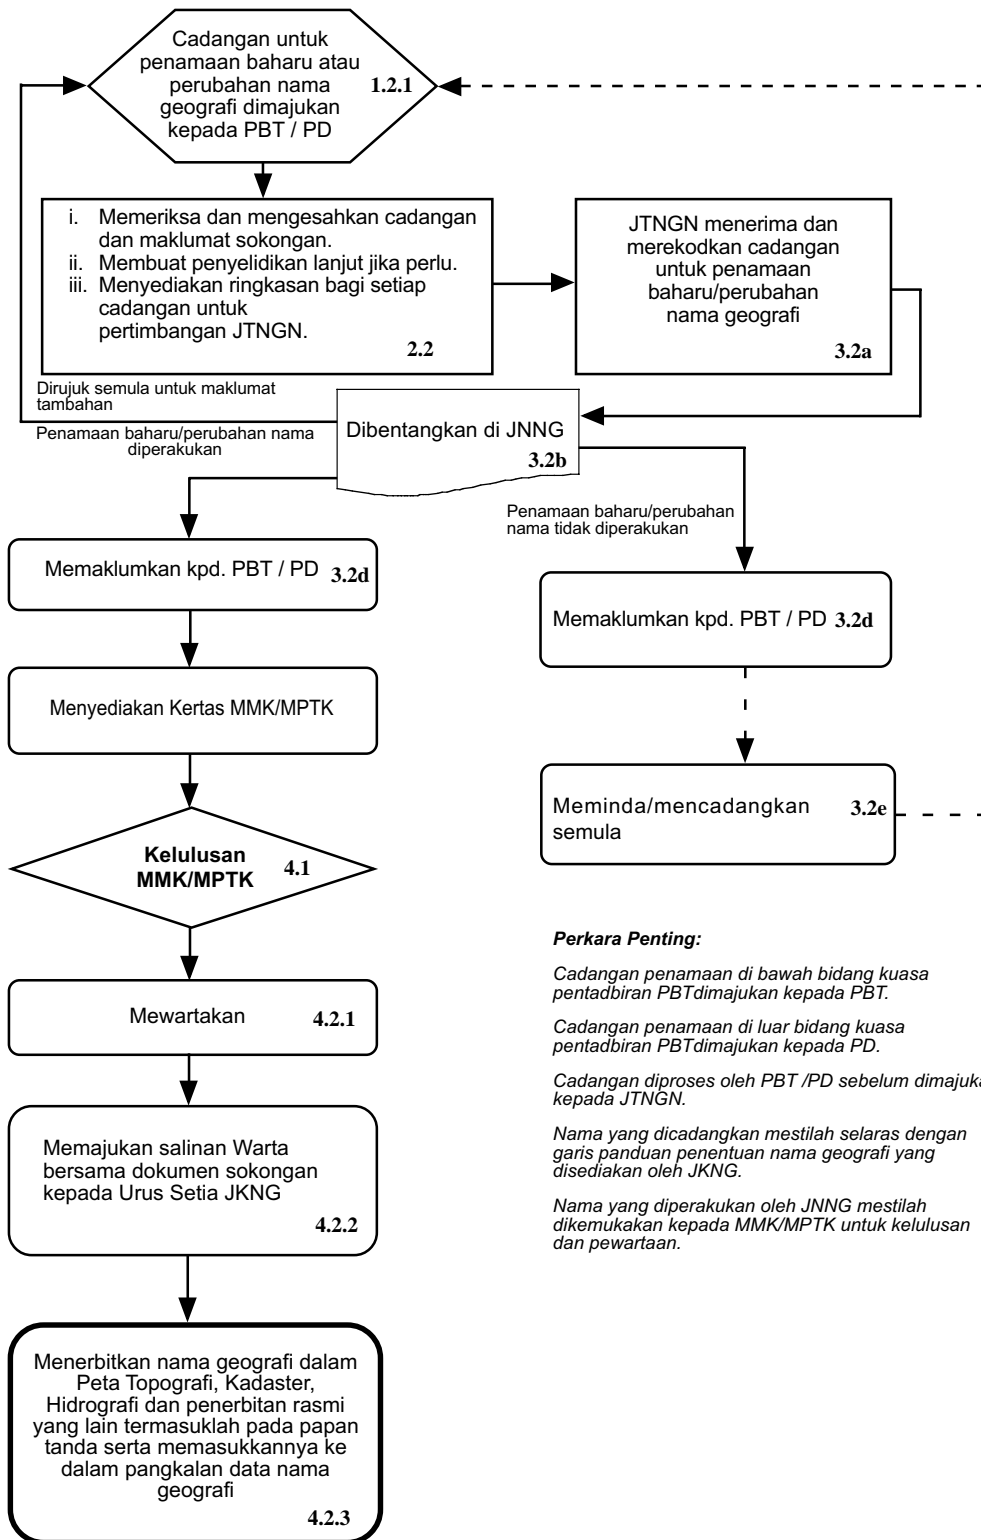 Cadangan untuk
penamaan baharu atau
perubahan nama
geografi dimajukan
kepada PBT / PD
1.2.1
i. Memeriksa dan mengesahkan cadangan
dan maklumat sokongan.
ii. Membuat penyelidikan lanjut jika perlu.
iii. Menyediakan ringkasan bagi setiap
cadangan untuk
pertimbangan JTNGN.
2.2
JTNGN menerima dan
merekodkan cadangan
untuk penamaan
baharu/perubahan
nama geografi
3.2a
Dirujuk semula untuk maklumat
tambahan
Dibentangkan di JNNG
3.2b
Penamaan baharu/perubahan nama
diperakukan
Penamaan baharu/perubahan
nama tidak diperakukan
Memaklumkan kpd. PBT / PD 3.2d
Memaklumkan kpd. PBT / PD 3.2d
Menyediakan Kertas MMK/MPTK
Meminda/mencadangkan
semula
3.2e
Kelulusan
MMK/MPTK
4.1
Mewartakan 4.2.1
Memajukan salinan Warta
bersama dokumen sokongan
kepada Urus Setia JKNG
4.2.2
Menerbitkan nama geografi dalam
Peta Topografi, Kadaster,
Hidrografi dan penerbitan rasmi
yang lain termasuklah pada papan
tanda serta memasukkannya ke
dalam pangkalan data nama
geografi
4.2.3
Perkara Penting:
Cadangan penamaan di bawah bidang kuasa
pentadbiran PBTdimajukan kepada PBT.
Cadangan penamaan di luar bidang kuasa
pentadbiran PBTdimajukan kepada PD.
Cadangan diproses oleh PBT /PD sebelum dimajuka
kepada JTNGN.
Nama yang dicadangkan mestilah selaras dengan
garis panduan penentuan nama geografi yang
disediakan oleh JKNG.
Nama yang diperakukan oleh JNNG mestilah
dikemukakan kepada MMK/MPTK untuk kelulusan
dan pewartaan.